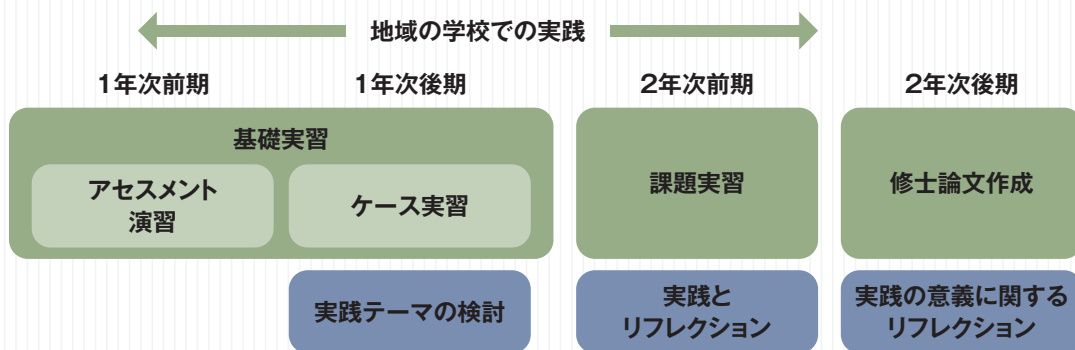 地域の学校での実践
1年次前期
1年次後期
2年次前期
2年次後期
基礎実習
アセスメント
演習
ケース実習
課題実習
修士論文作成
実践テーマの検討
実践と
リフレクション
実践の意義に関する
リフレクション